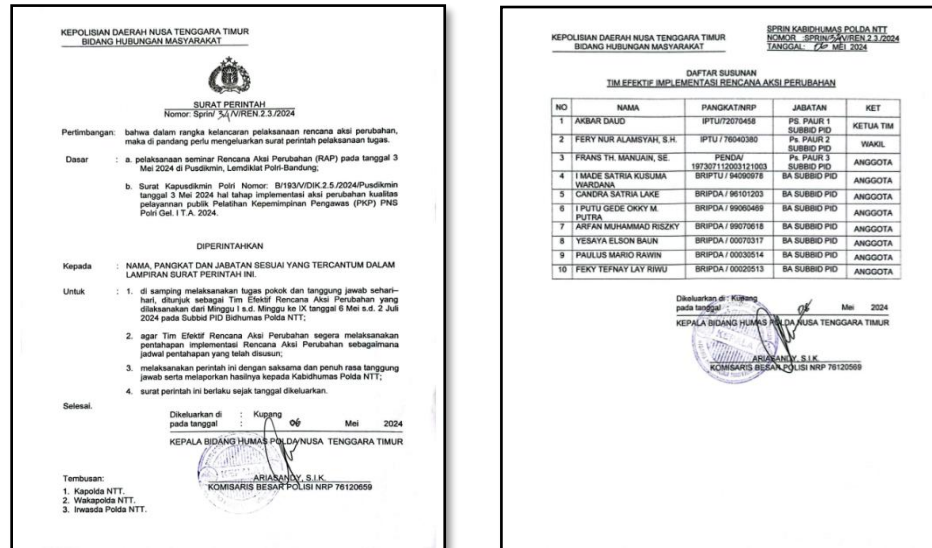 KEPOLISIAN DAERAH NUSA TENGGARA TIMUR
BIDANG HUBUNGAN MASYARAKAT
SURAT PERINTAH
Nomor: Sprin/ /V/REN.2.3./2024
Pertimbangan: bahwa dalam rangka kelancaran pelaksanaan rencana aksi perubahan,
maka di pandang perlu mengeluarkan surat perintah pelaksanaan tugas.
Dasar : a. pelaksanaan seminar Rencana Aksi Perubahan (RAP) pada tanggal 3
Mei 2024 di Pusdikmin, Lemdiklat Polri-Bandung;
b. Surat Kapusdikmin Polri Nomor: B/193/V/DIK.2.5./2024/Pusdikmin
tanggal 3 Mei 2024 hal tahap implementasi aksi perubahan kualitas
pelayanan publik Pelatihan Kepemimpinan Pengawas (PKP) PNS
Polri Gel. I T.A. 2024.
DIPERINTAHKAN
Kepada : NAMA, PANGKAT DAN JABATAN SESUAI YANG TERCANTUM DALAM
LAMPIRAN SURAT PERINTAH INI.
Untuk : 1. di samping melaksanakan tugas pokok dan tanggung jawab sehari–
hari, ditunjuk sebagai Tim Efektif Rencana Aksi Perubahan yang
dilaksanakan dari Minggu I s.d. Minggu ke IX tanggal 6 Mei s.d. 2 Juli
2024 pada Subbid PID Bidhumas Polda NTT;
2. agar Tim Efektif Rencana Aksi Perubahan segera melaksanakan
pentahapan implementasi Rencana Aksi Perubahan sebagaimana
jadwal pentahapan yang telah disusun;
3. melaksanakan perintah ini dengan saksama dan penuh rasa tanggung
jawab serta melaporkan hasilnya kepada Kabidhumas Polda NTT;
4. surat perintah ini berlaku sejak tanggal dikeluarkan.
Selesai.
Dikeluarkan di : Kupang
pada tanggal : 06 Mei 2024
KEPALA BIDANG HUMAS POLDA NUSA TENGGARA TIMUR
ARIASANDY, S.I.K.
KOMISARIS BESAR POLISI NRP 76120659
Tembusan:
1. Kapolda NTT.
2. Wakapolda NTT.
3. Irwasda Polda NTT.
KEPOLISIAN DAERAH NUSA TENGGARA TIMUR
BIDANG HUBUNGAN MASYARAKAT
SPRIN KABIDHUMAS POLDA NTT
NOMOR :SPRIN/ /V/REN.2.3./2024
TANGGAL: MEI 2024
DAFTAR SUSUNAN
TIM EFEKTIF IMPLEMENTASI RENCANA AKSI PERUBAHAN
NO NAMA PANGKAT/NRP JABATAN KET
1 AKBAR DAUD IPTU/72070458 PS. PAUR 1 SUBBID PID KETUA TIM
2 FERY NUR ALAMSYAH, S.H. IPTU / 76040380 Ps. PAUR 2 SUBBID PID WAKIL
3 FRANS TH. MANUAIN, SE. PENDA/ 197307112003121003 Ps. PAUR 3 SUBBID PID ANGGOTA
4 I MADE SATRIA KUSUMA WARDANA BRIPTU / 94090978 BA SUBBID PID ANGGOTA
5 CANDRA SATRIA LAKE BRIPDA / 96101203 BA SUBBID PID ANGGOTA
6 I PUTU GEDE OKKY M. PUTRA BRIPDA / 99060469 BA SUBBID PID ANGGOTA
7 ARFAN MUHAMMAD RISZKY BRIPDA / 99070618 BA SUBBID PID ANGGOTA
8 YESAYA ELSON BAUN BRIPDA / 00070317 BA SUBBID PID ANGGOTA
9 PAULUS MARIO RAWIN BRIPDA / 00030514 BA SUBBID PID ANGGOTA
10 FEKY TEFNAY LAY RIWU BRIPDA / 00020513 BA SUBBID PID ANGGOTA
Dikeluarkan di : Kupang
pada tanggal : 06 Mei 2024
KEPALA BIDANG HUMAS POLDA NUSA TENGGARA TIMUR
ARIASANDY, S.I.K.
KOMISARIS BESAR POLISI NRP 76120569